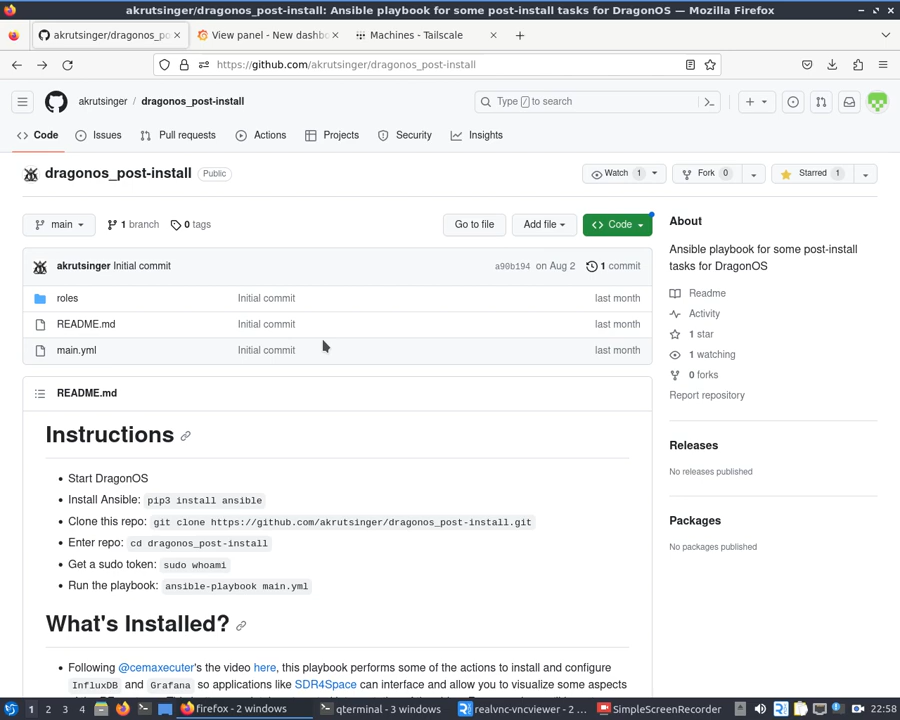 akrutsinger/dragonos_post-install: Ansible playbook for some post-install tasks for DragonOS — Mozilla Firefox
akrutsinger/dragonos_po
View panel - New dashbo
Machines - Tailscale
https://github.com/akrutsinger/dragonos_post-install
akrutsinger / dragonos_post-install
Type / to search
Code
Issues
Pull requests
Actions
Projects
Security
Insights
dragonos_post-install Public
Watch 1
Fork 0
Starred 1
main
1 branch
0 tags
Go to file
Add file
Code
akrutsinger Initial commit
a90b194 on Aug 2
1 commit
roles Initial commit last month
README.md Initial commit last month
main.yml Initial commit last month
README.md
Instructions
• Start DragonOS
• Install Ansible: pip3 install ansible
• Clone this repo: git clone https://github.com/akrutsinger/dragonos_post-install.git
• Enter repo: cd dragonos_post-install
• Get a sudo token: sudo whoami
• Run the playbook: ansible-playbook main.yml
What's Installed?
• Following @cemaxecuter's the video here, this playbook performs some of the actions to install and configure
InfluxDB and Grafana so applications like SDR4Space can interface and allow you to visualize some aspects
About
Ansible playbook for some post-install
tasks for DragonOS
Readme
Activity
1 star
1 watching
0 forks
Report repository
Releases
No releases published
Packages
No packages published
1 2 3 4
firefox - 2 windows
qterminal - 3 windows
realvnc-vncviewer - 2 ...
SimpleScreenRecorder
22:58